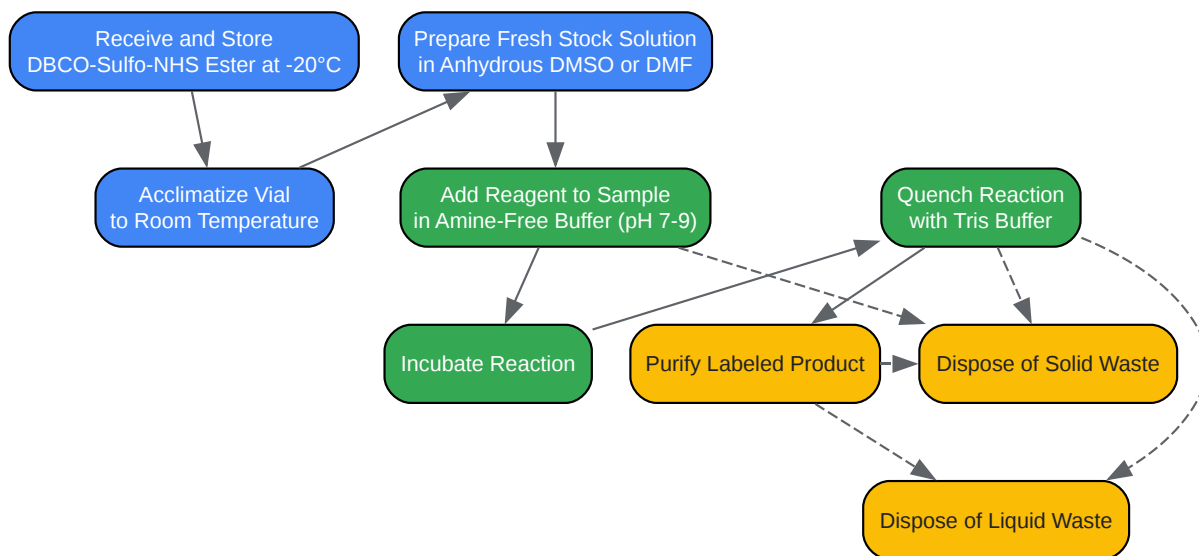 Receive and Store
DBCO-Sulfo-NHS Ester at -20°C
Prepare Fresh Stock Solution
in Anhydrous DMSO or DMF
Acclimatize Vial
to Room Temperature
Add Reagent to Sample
in Amine-Free Buffer (pH 7-9)
Quench Reaction
with Tris Buffer
Incubate Reaction
Purify Labeled Product
Dispose of Solid Waste
Dispose of Liquid Waste